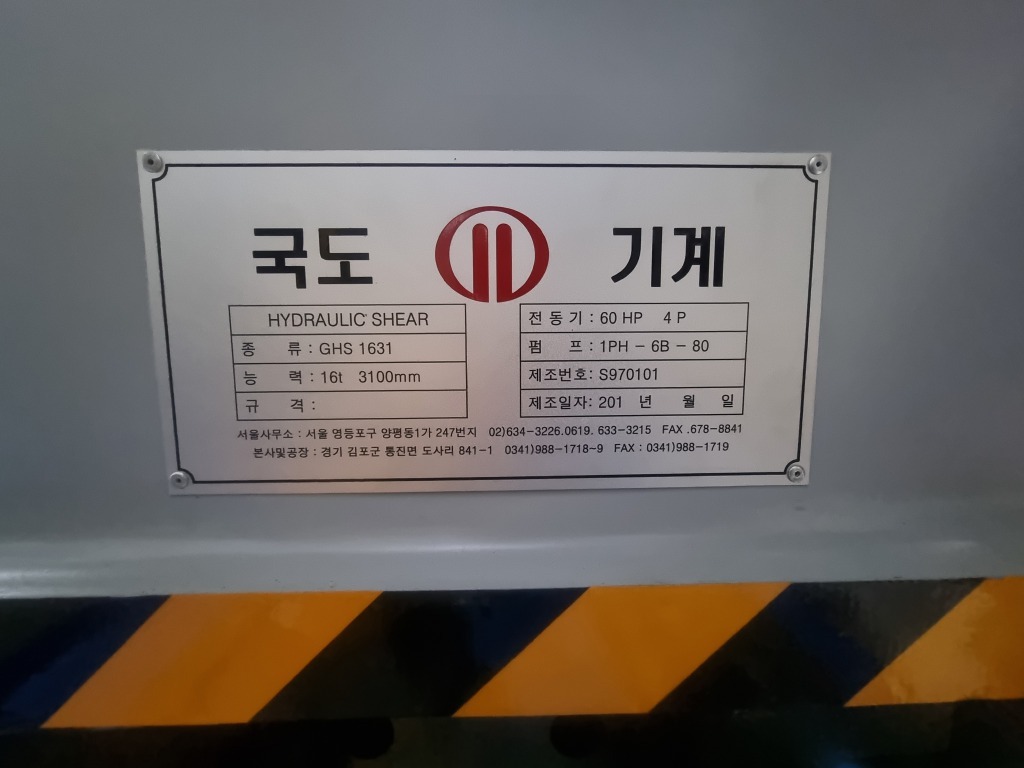 국도 기계
HYDRAULIC SHEAR
종 류 : GHS 1631
능 력 : 16t 3100mm
규 격 :
전 동 기 : 60 HP 4 P
펌 프 : 1PH - 6B - 80
제조번호: S970101
제조일자: 201 년 월 일
서울사무소 : 서울 영등포구 양평동1가 247번지 02)634-3226.0619. 633-3215 FAX .678-8841
본사및공장 : 경기 김포군 통진면 도사리 841-1 0341)988-1718~9 FAX : 0341)988-1719